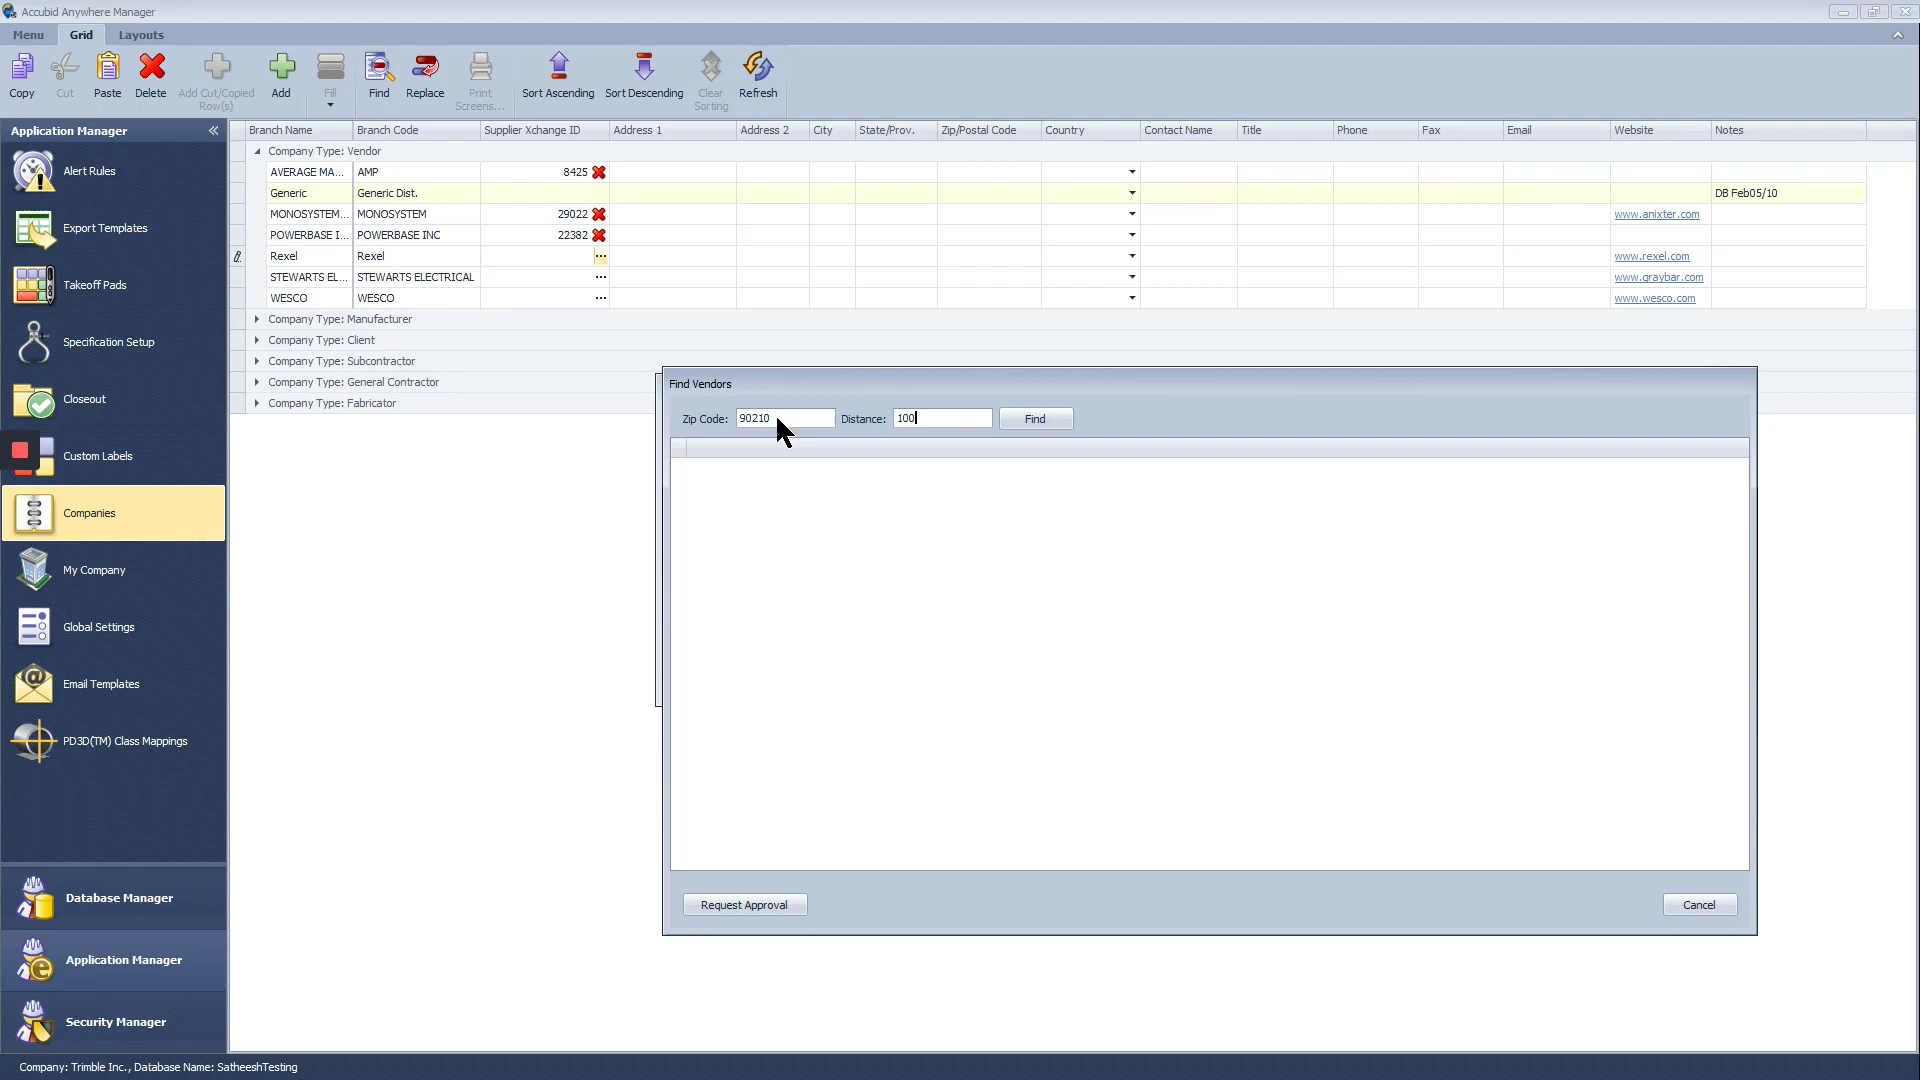 Accubid Anywhere Manager
Menu Grid Layouts
Copy Cut Paste Delete Add Cut/Copied Row(s) Add Fill Find Replace Print Screens... Sort Ascending Sort Descending Clear Sorting Refresh
Application Manager
Alert Rules
Export Templates
Takeoff Pads
Specification Setup
Closeout
Custom Labels
Companies
My Company
Global Settings
Email Templates
PD3D(TM) Class Mappings
Database Manager
Application Manager
Security Manager
Branch Name Branch Code Supplier Xchange ID Address 1 Address 2 City State/Prov. Zip/Postal Code Country Contact Name Title Phone Fax Email Website Notes
Company Type: Vendor
AVERAGE MA... AMP 8425
Generic Generic Dist. DB Feb05/10
MONOSYSTEM... MONOSYSTEM 29022 www.anixter.com
POWERBASE I... POWERBASE INC 22382
Rexel Rexel ... www.rexel.com
STEWARTS EL... STEWARTS ELECTRICAL ... www.graybar.com
WESCO WESCO ... www.wesco.com
Company Type: Manufacturer
Company Type: Client
Company Type: Subcontractor
Company Type: General Contractor
Company Type: Fabricator
Find Vendors
Zip Code: 90210 Distance: 100 Find
Request Approval Cancel
Company: Trimble Inc., Database Name: SatheeshTesting